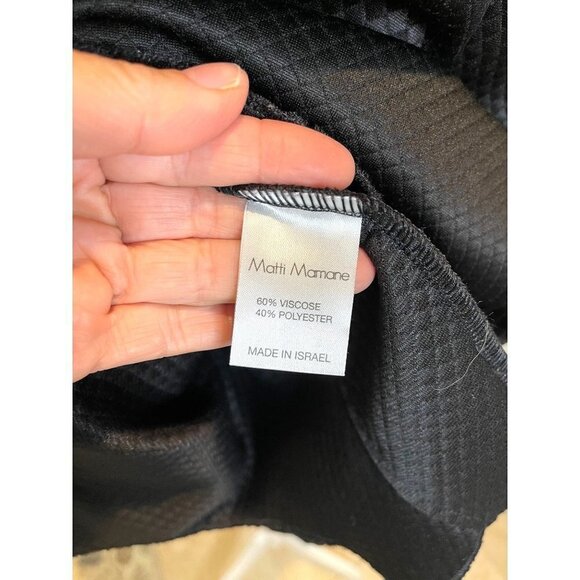 Matti Mamane
60% VISCOSE
40% POLYESTER
MADE IN ISRAEL